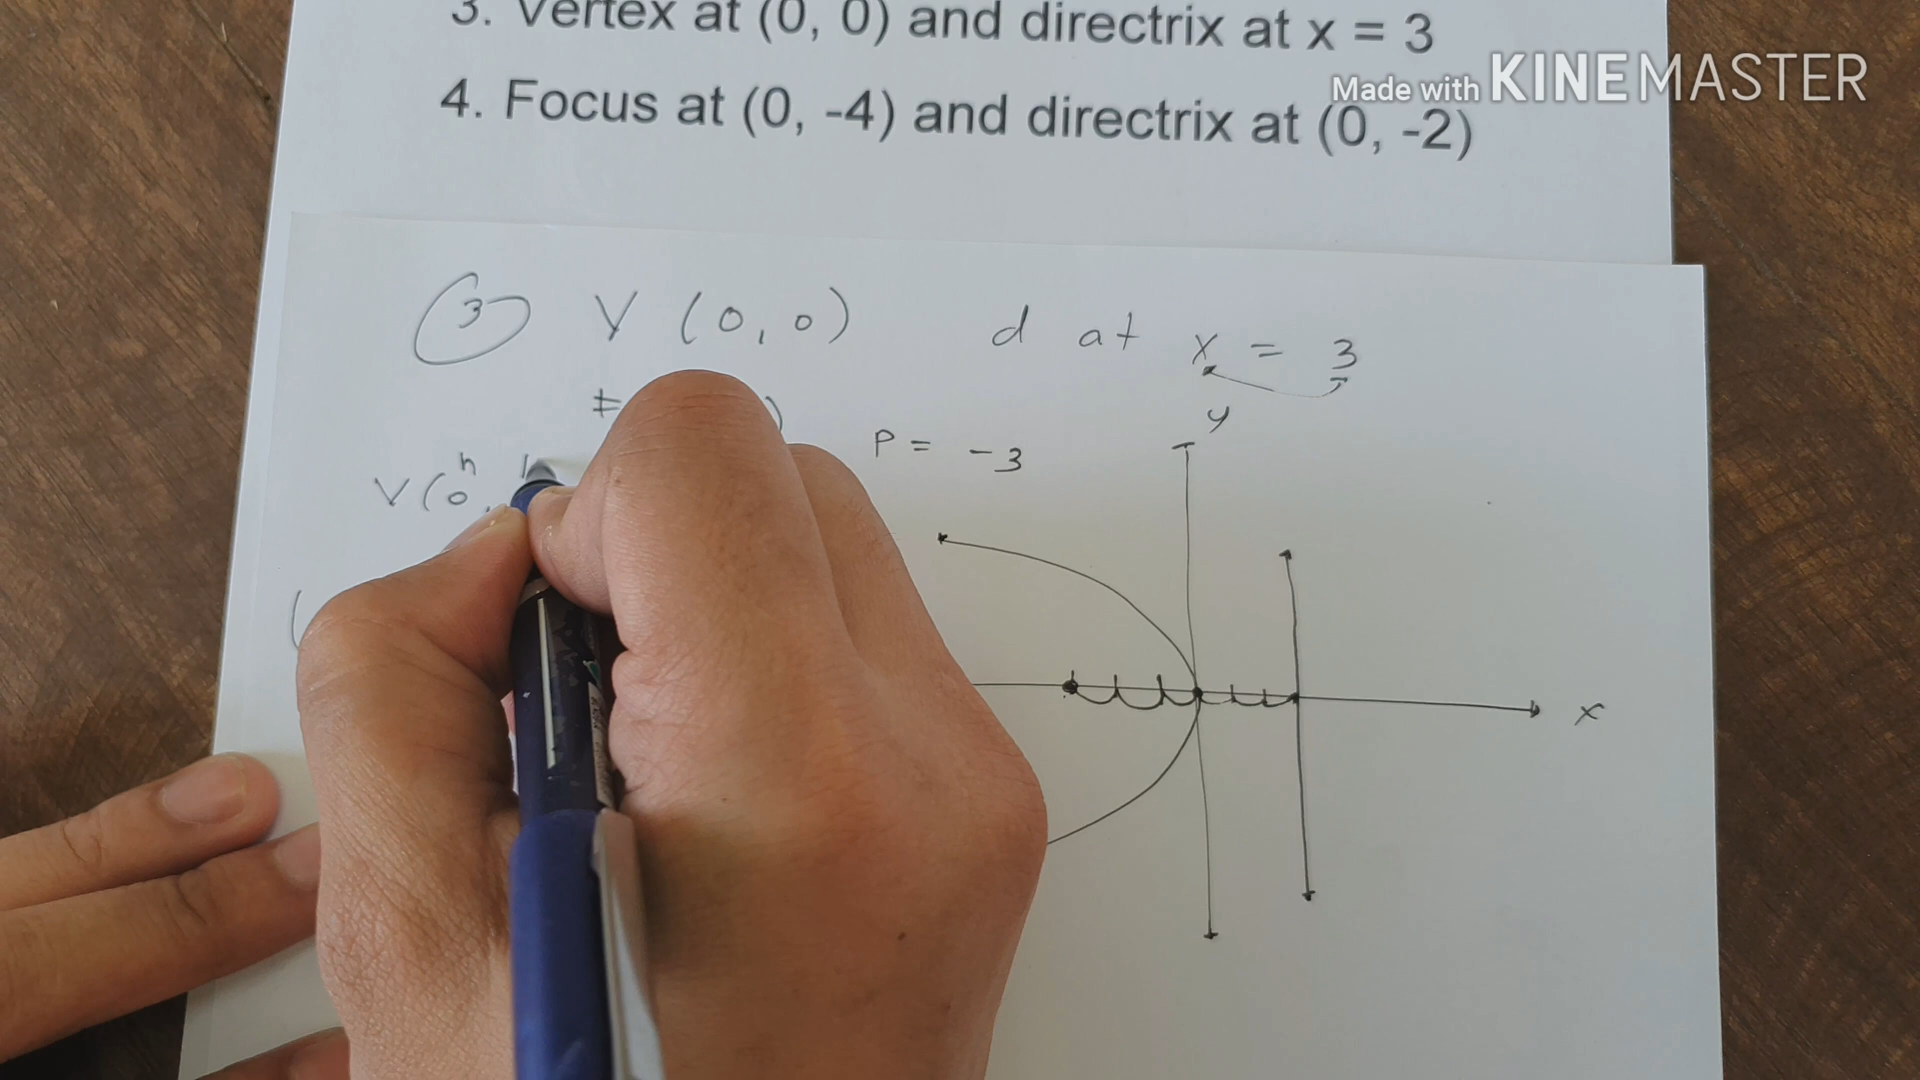 3. Vertex at (0, 0) and directrix at x = 3
Made with KINEMASTER
4. Focus at (0, -4) and directrix at (0, -2)
3 V (0, 0) d at x = 3
y
P = -3
h
V (0,
x